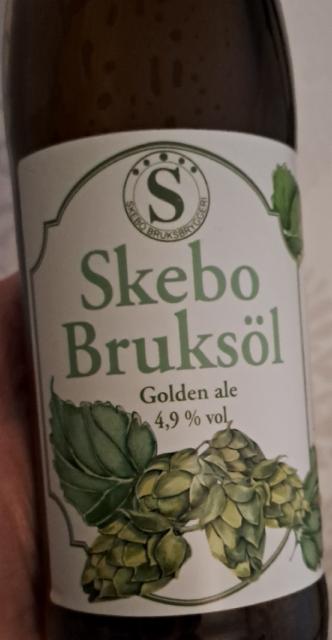 S
SKEBO BRUKSBRYGGERI
Skebo
Bruksöl
Golden ale
4,9 % vol